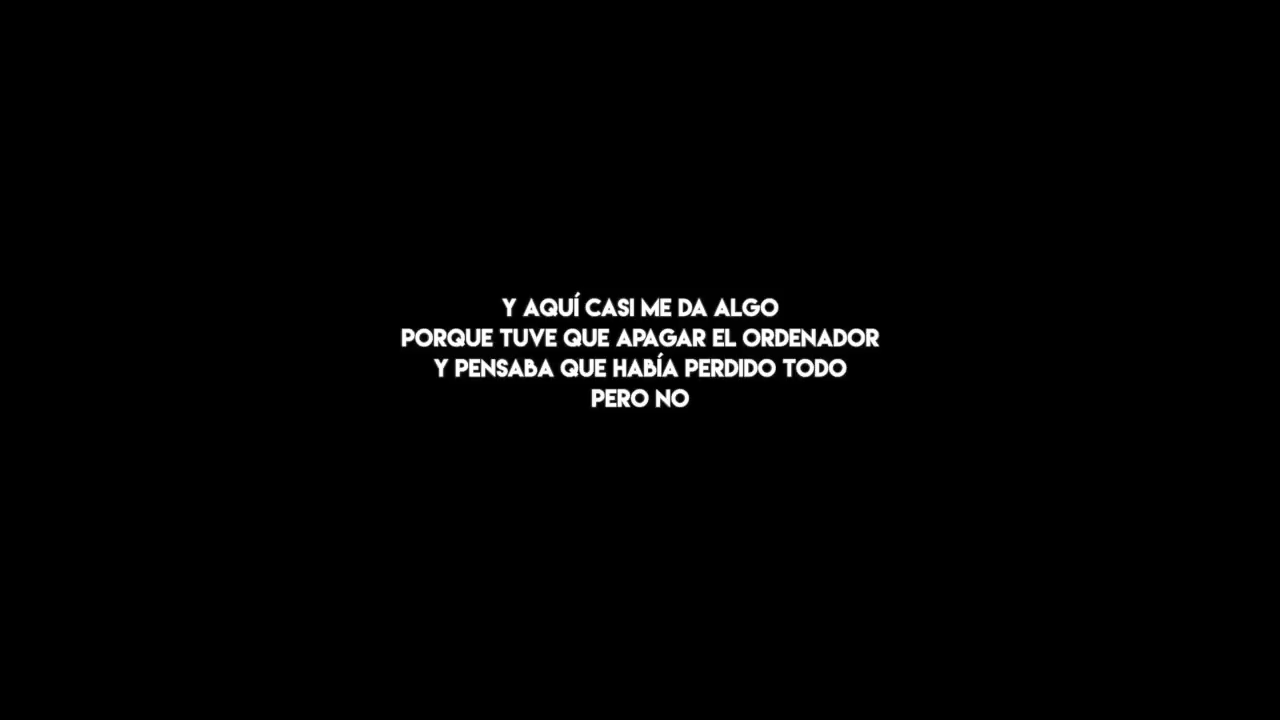 Y AQUÍ CASI ME DA ALGO
PORQUE TUVE QUE APAGAR EL ORDENADOR
Y PENSABA QUE HABÍA PERDIDO TODO
PERO NO